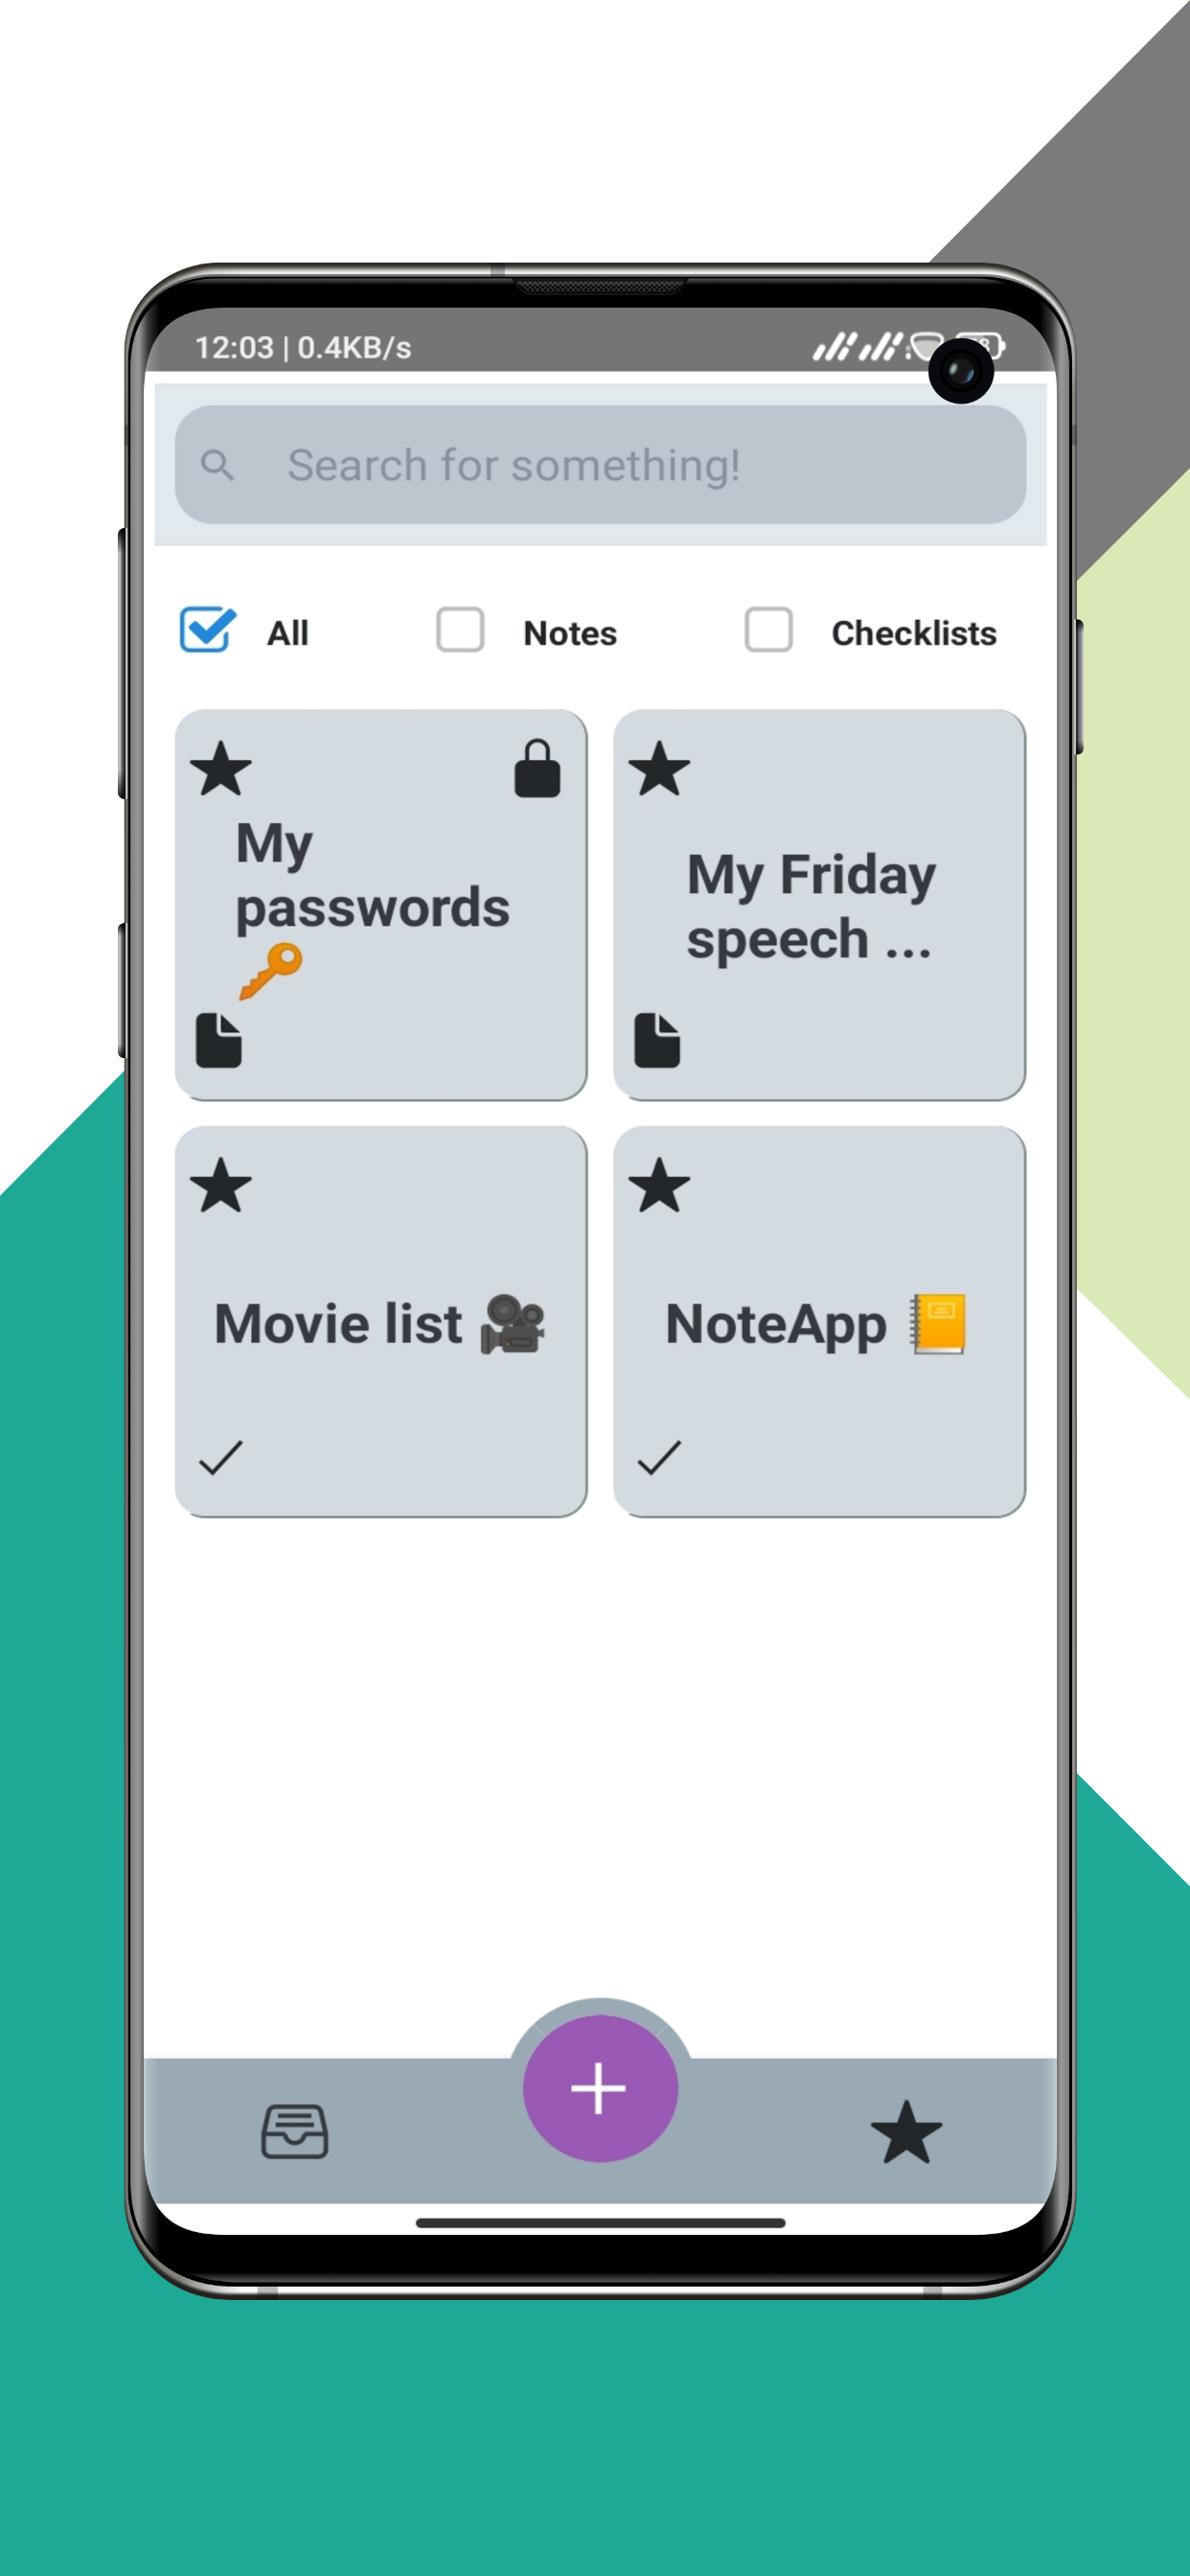 12:03 | 0.4KB/s
Search for something!
All
Notes
Checklists
My
passwords
🔑
My Friday
speech ...
Movie list 🎥
NoteApp 📒